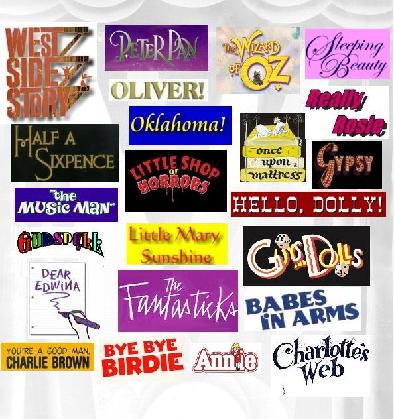 WEST
SIDE
STORY
PETER PAN
The
WIZARD
OF OZ
Sleeping
Beauty
OLIVER!
Really
Rosie
Oklahoma!
HALF A
SIXPENCE
LITTLE SHOP
OF
HORRORS
once
upon
a
mattress
GYPSY
the
MUSIC MAN
HELLO, DOLLY!
GODSPELL
Little Mary
Sunshine
GUYS AND DOLLS
DEAR
EDWINA
The
Fantasticks
BABES
IN ARMS
YOU'RE A GOOD MAN,
CHARLIE BROWN
BYE BYE
BIRDIE
Annie
Charlotte's
Web